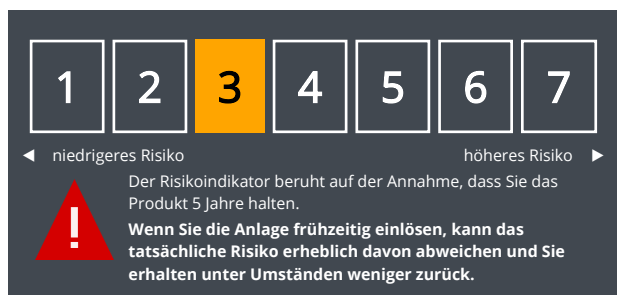 1 2 3 4 5 6 7
◄ niedrigeres Risiko höheres Risiko ►
Der Risikoindikator beruht auf der Annahme, dass Sie das
Produkt 5 Jahre halten.
!
Wenn Sie die Anlage frühzeitig einlösen, kann das
tatsächliche Risiko erheblich davon abweichen und Sie
erhalten unter Umständen weniger zurück.